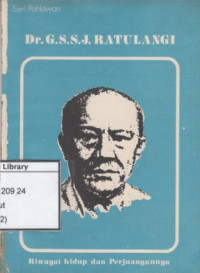 Seri Pahlawan
Dr. G.S.S.J. RATULANGI
Library
209 24
ut
2)
Riwayat hidup dan Perjuangannya